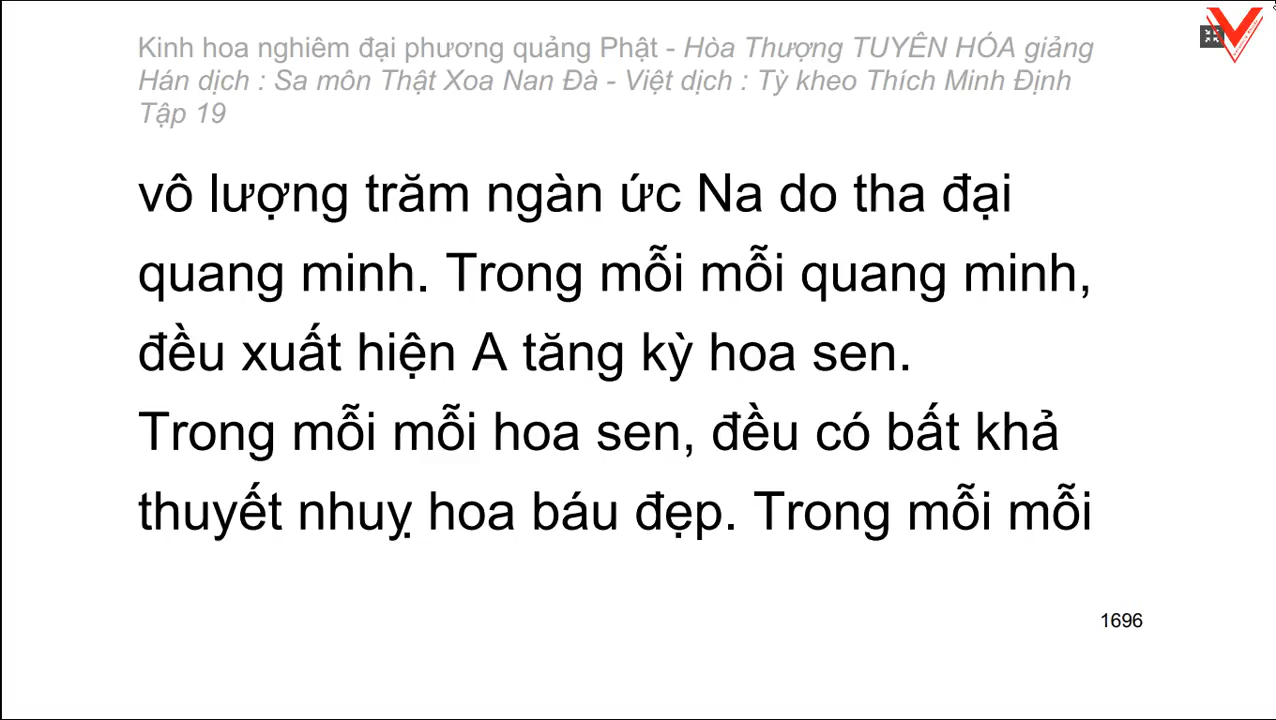 Kinh hoa nghiêm đại phương quảng Phật - Hòa Thượng TUYÊN HÓA giảng
Hán dịch : Sa môn Thật Xoa Nan Đà - Việt dịch : Tỳ kheo Thích Minh Định
Tập 19
vô lượng trăm ngàn ức Na do tha đại
quang minh. Trong mỗi mỗi quang minh,
đều xuất hiện A tăng kỳ hoa sen.
Trong mỗi mỗi hoa sen, đều có bất khả
thuyết nhuỵ hoa báu đẹp. Trong mỗi mỗi
1696